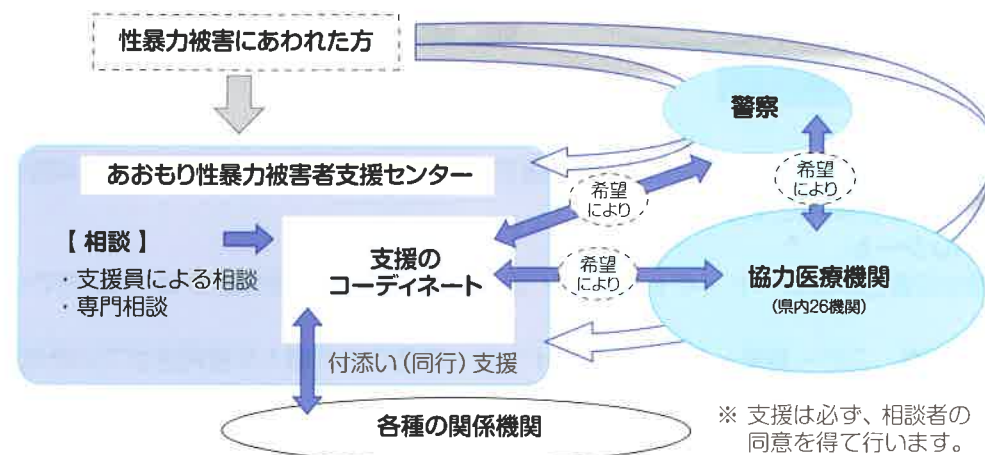 性暴力被害にあわれた方
警察
あおもり性暴力被害者支援センター
希望
により
希望
により
【 相談 】
・支援員による相談
・専門相談
支援の
コーディネート
希望
により
協力医療機関
(県内26機関)
付添い(同行)支援
各種の関係機関
※ 支援は必ず、相談者の
同意を得て行います。